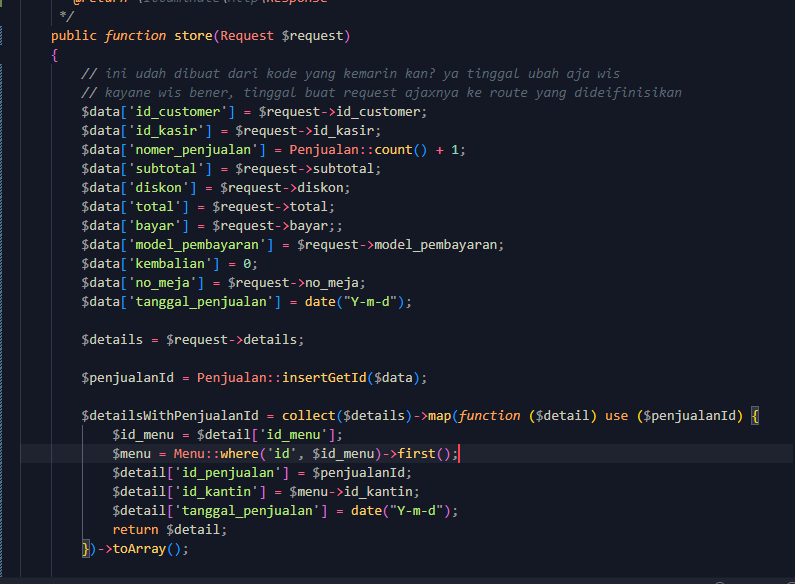 */
public function store(Request $request)
{
// ini udah dibuat dari kode yang kemarin kan? ya tinggal ubah aja wis
// kayane wis bener, tinggal buat request ajaxnya ke route yang dideifinisikan
$data['id_customer'] = $request->id_customer;
$data['id_kasir'] = $request->id_kasir;
$data['nomer_penjualan'] = Penjualan::count() + 1;
$data['subtotal'] = $request->subtotal;
$data['diskon'] = $request->diskon;
$data['total'] = $request->total;
$data['bayar'] = $request->bayar;;
$data['model_pembayaran'] = $request->model_pembayaran;
$data['kembalian'] = 0;
$data['no_meja'] = $request->no_meja;
$data['tanggal_penjualan'] = date("Y-m-d");
$details = $request->details;
$penjualanId = Penjualan::insertGetId($data);
$detailsWithPenjualanId = collect($details)->map(function ($detail) use ($penjualanId) {
$id_menu = $detail['id_menu'];
$menu = Menu::where('id', $id_menu)->first();
$detail['id_penjualan'] = $penjualanId;
$detail['id_kantin'] = $menu->id_kantin;
$detail['tanggal_penjualan'] = date("Y-m-d");
return $detail;
})->toArray();